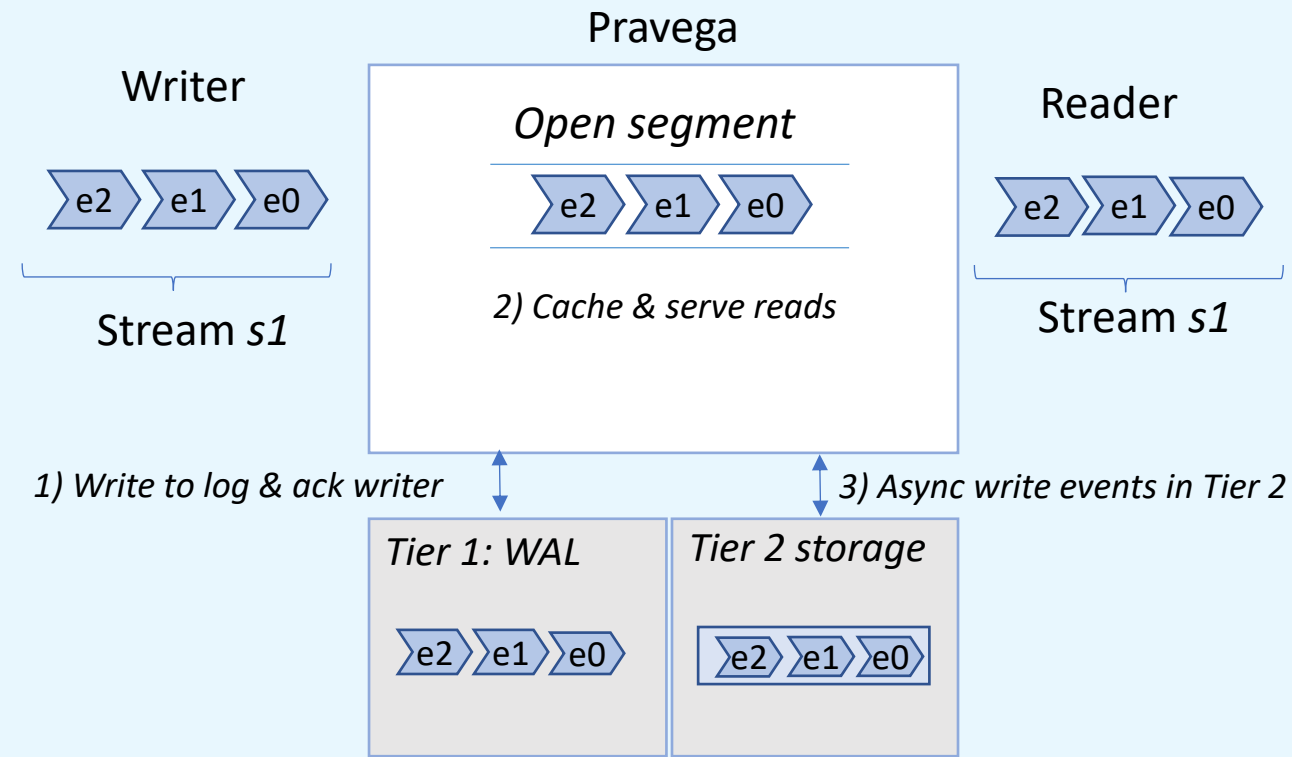 Pravega
Writer
e2 e1 e0
Stream s1
Open segment
e2 e1 e0
2) Cache & serve reads
Reader
e2 e1 e0
Stream s1
1) Write to log & ack writer
3) Async write events in Tier 2
Tier 1: WAL
e2 e1 e0
Tier 2 storage
e2 e1 e0